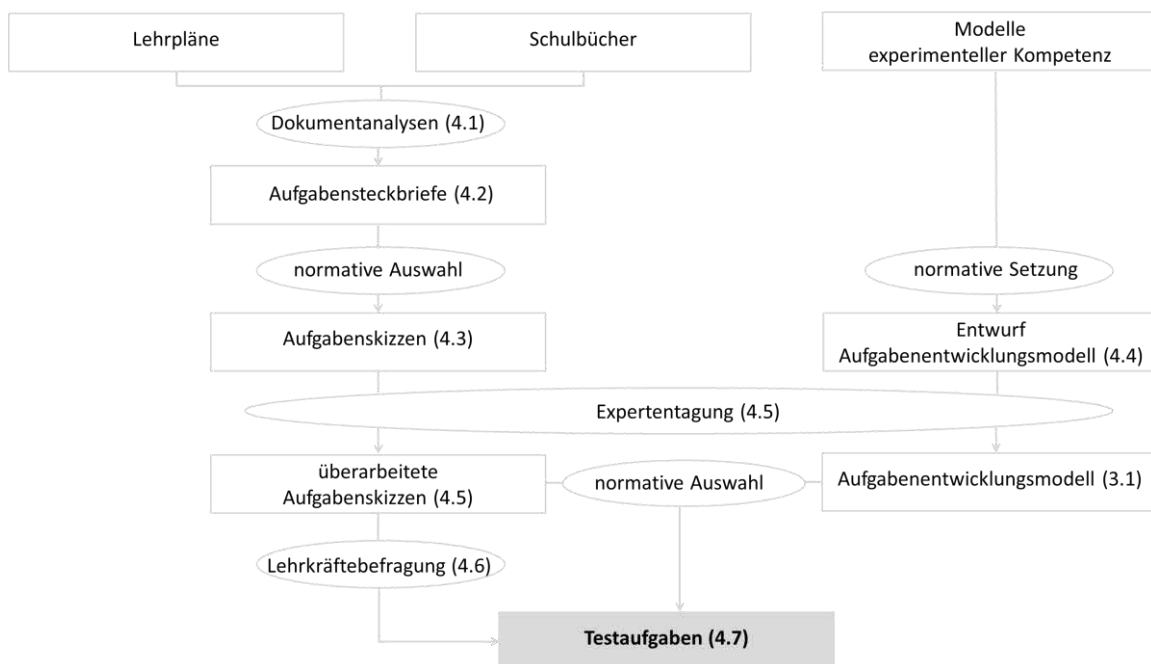 Lehrpläne
Schulbücher
Modelle
experimenteller Kompetenz
Dokumentanalysen (4.1)
Aufgabensteckbriefe (4.2)
normative Auswahl
normative Setzung
Aufgabenskizzen (4.3)
Entwurf
Aufgabenentwicklungsmodell (4.4)
Expertentagung (4.5)
überarbeitete
Aufgabenskizzen (4.5)
normative Auswahl
Aufgabenentwicklungsmodell (3.1)
Lehrkräftebefragung (4.6)
Testaufgaben (4.7)